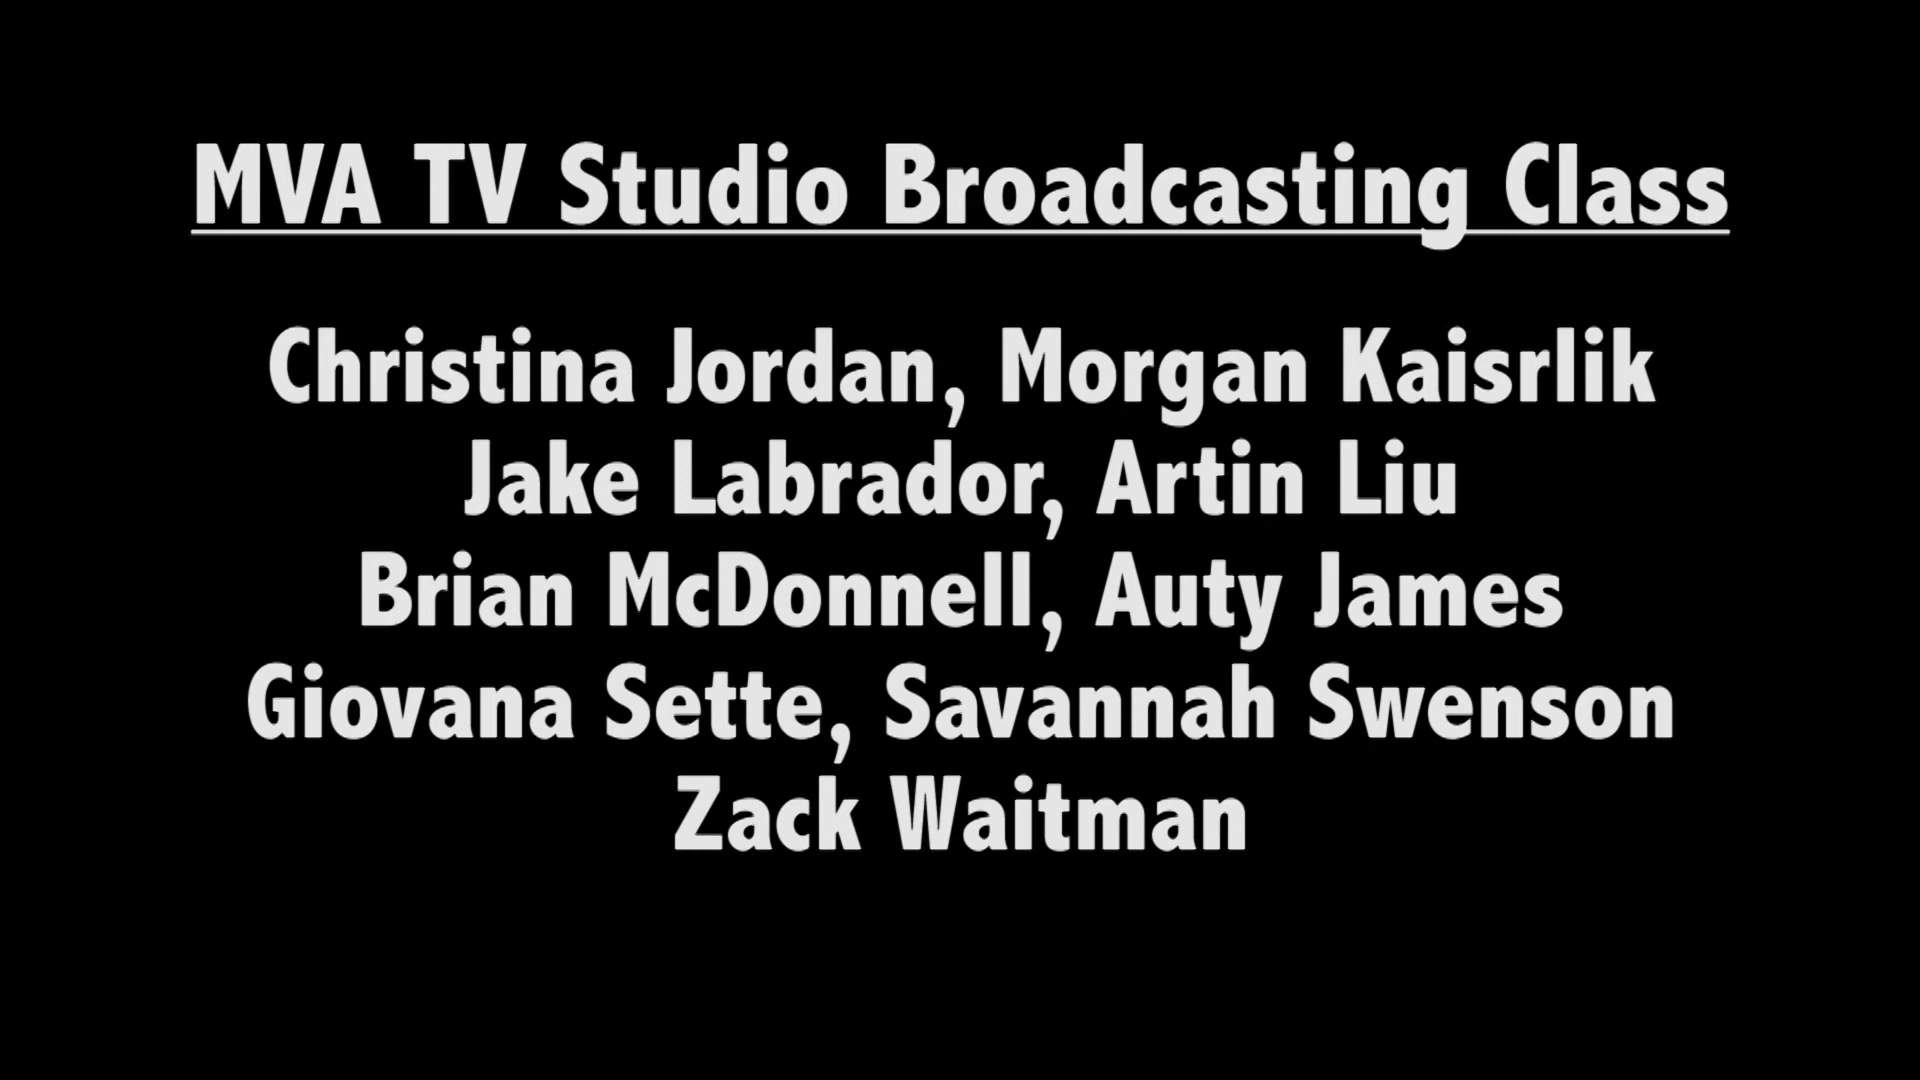 MVA TV Studio Broadcasting Class
Christina Jordan, Morgan Kaisrlik
Jake Labrador, Artin Liu
Brian McDonnell, Auty James
Giovana Sette, Savannah Swenson
Zack Waitman